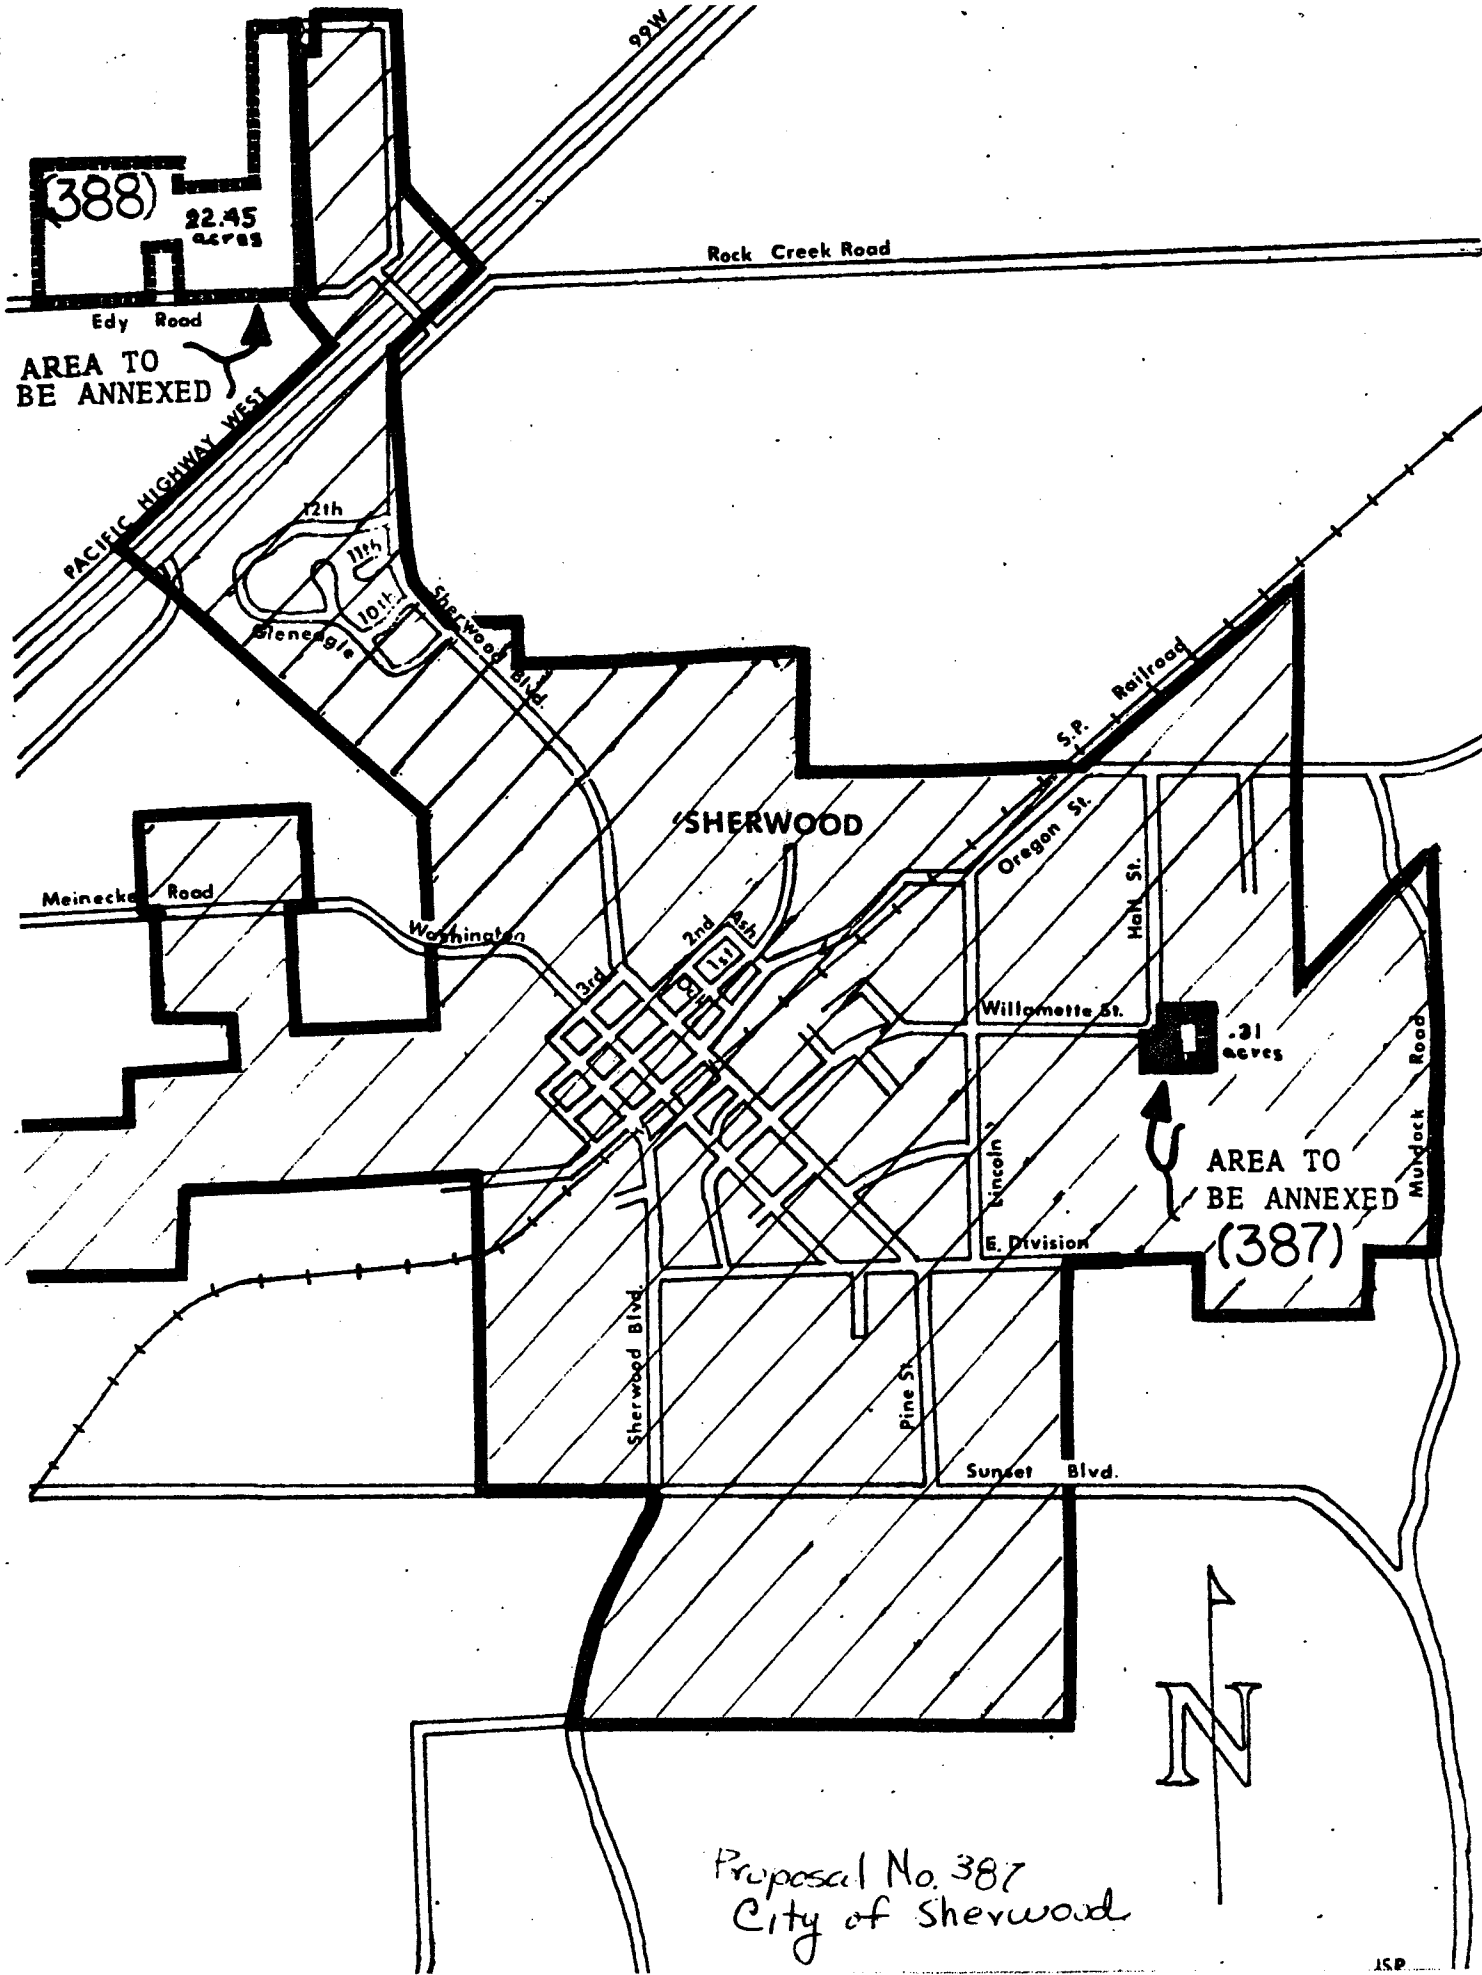 99W
(388)
22.45
acres
Rock Creek Road
Edy Road
AREA TO
BE ANNEXED
PACIFIC HIGHWAY WEST
12th
11th
10th
Gleneagle
Sherwood Blvd.
S.P. Railroad
SHERWOOD
Oregon St.
Hall St.
Meinecke Road
Washington
2nd
Ash
1st
Oak
3rd
Willamette St.
.31
acres
Murdock Road
Lincoln
AREA TO
BE ANNEXED
(387)
E. Division
Sherwood Blvd.
Pine St.
Sunset Blvd.
N
Proposal No. 387
City of Sherwood
JSP